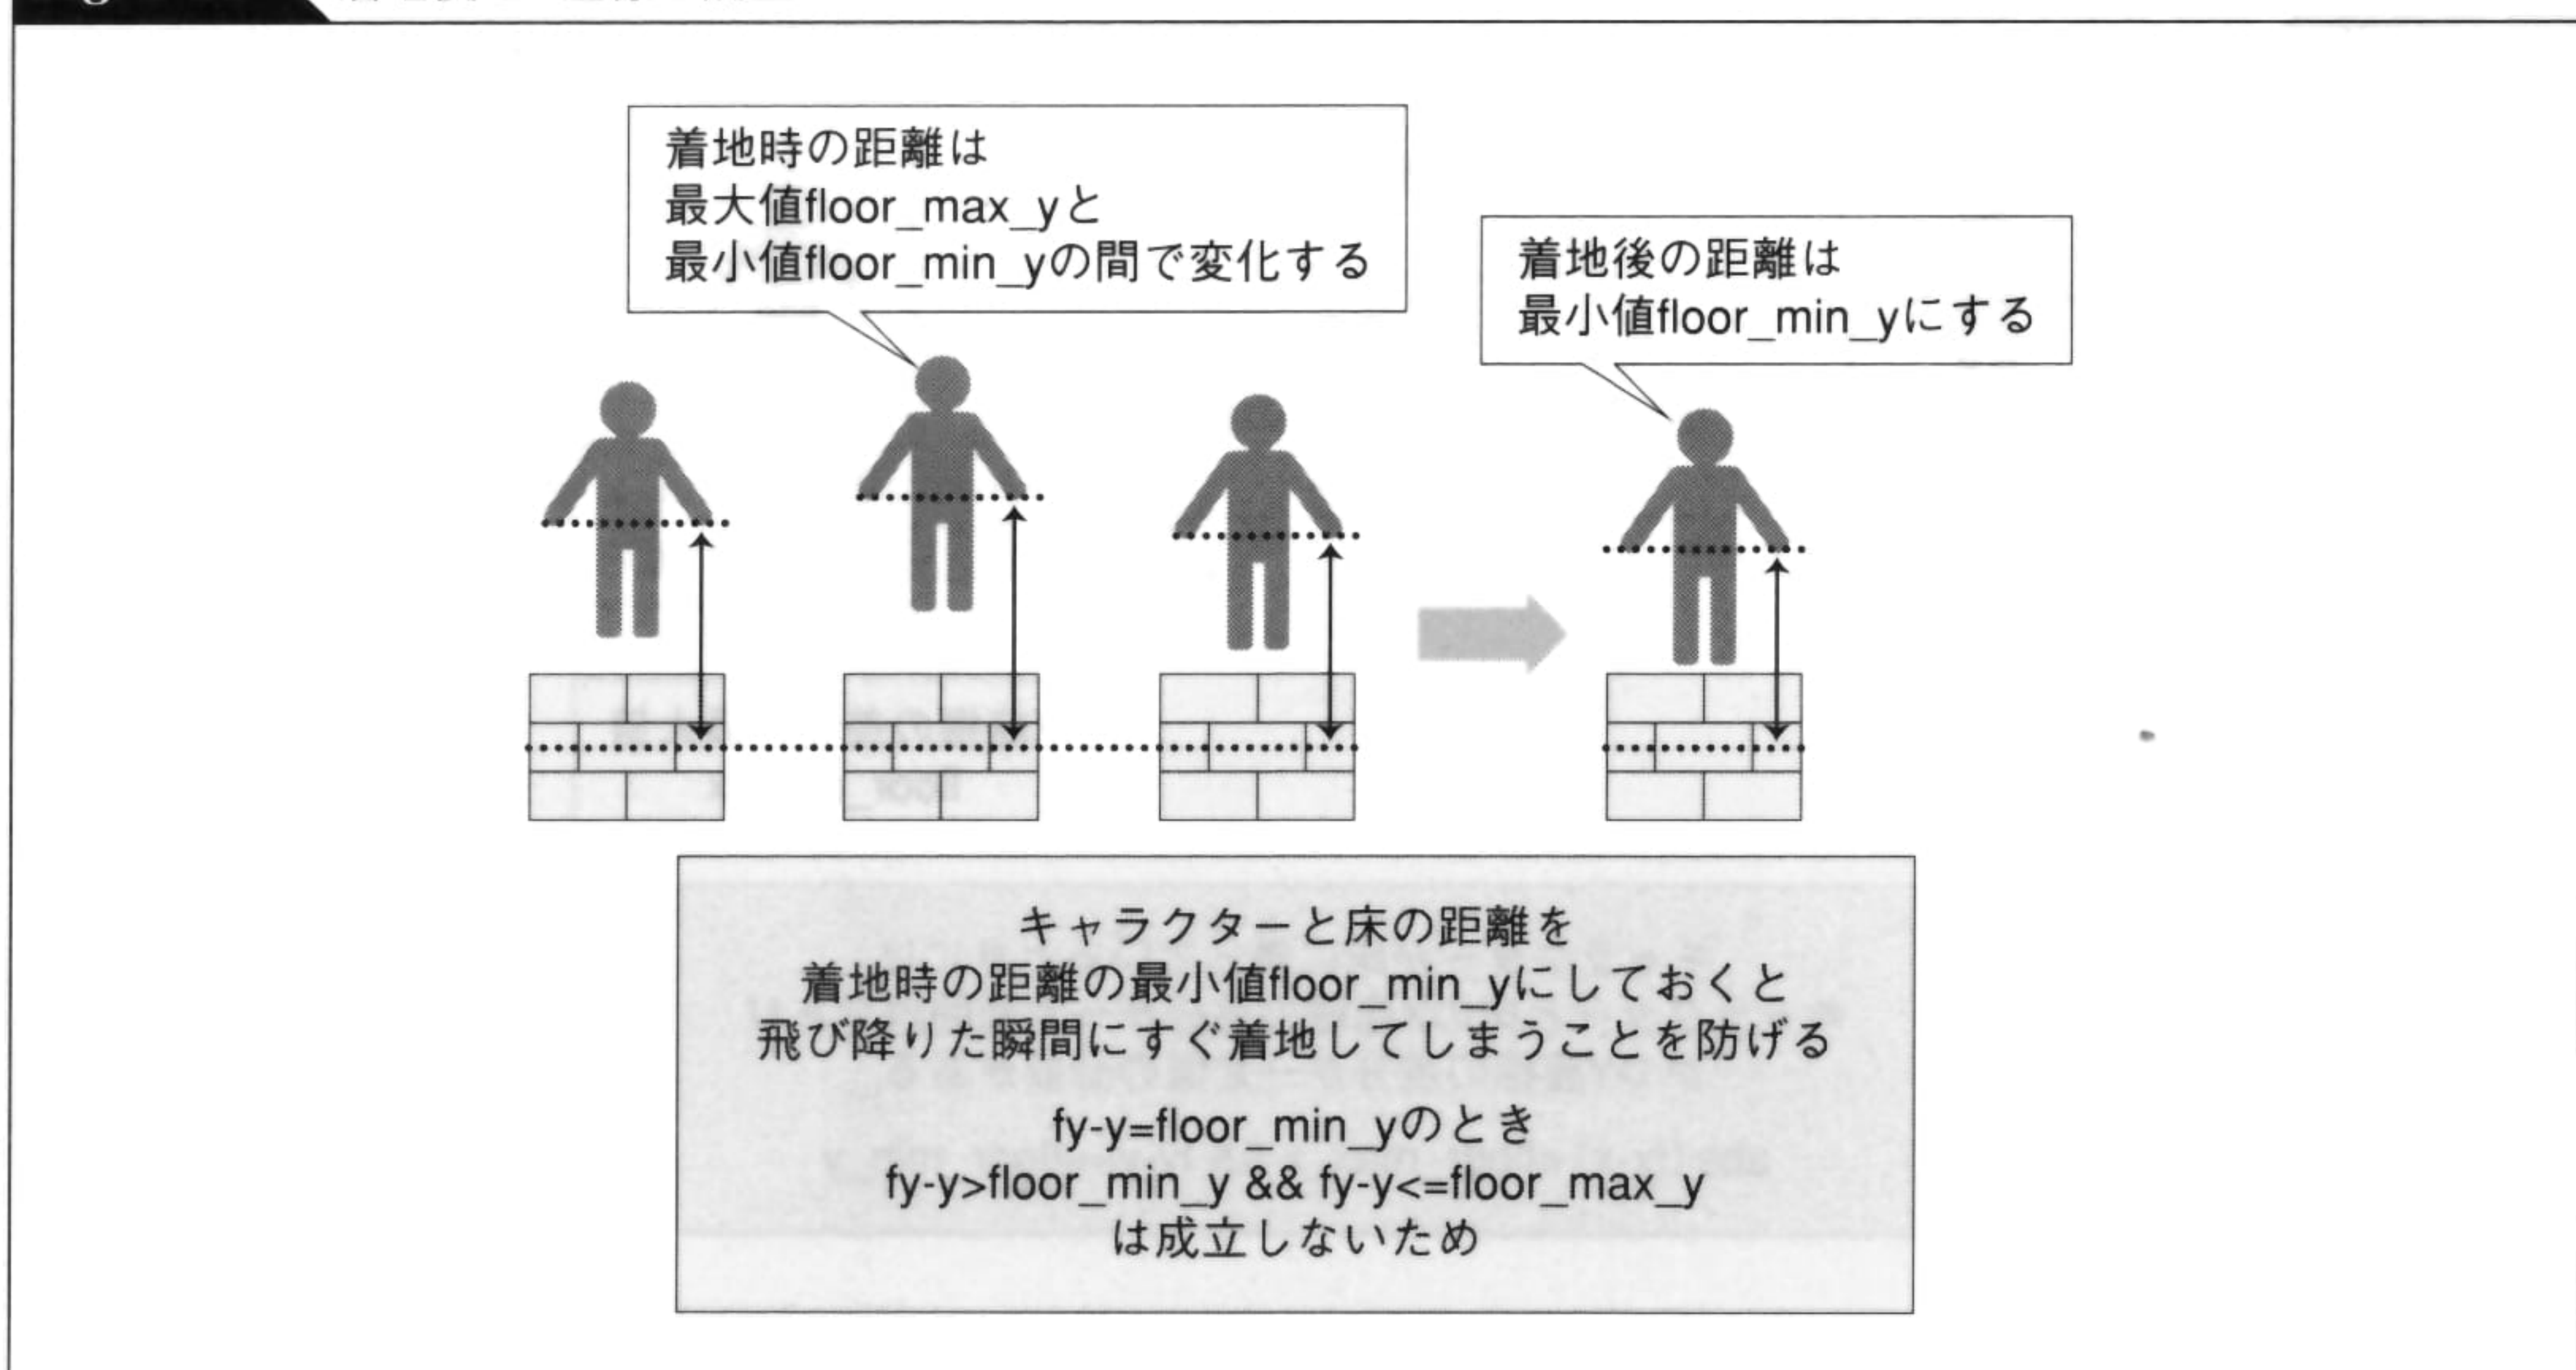 着地時の距離は
最大値floor_max_yと
最小値floor_min_yの間で変化する
着地後の距離は
最小値floor_min_yにする
キャラクターと床の距離を
着地時の距離の最小値floor_min_yにしておくと
飛び降りた瞬間にすぐ着地してしまうことを防げる
fy-y=floor_min_yのとき
fy-y>floor_min_y && fy-y<=floor_max_y
は成立しないため